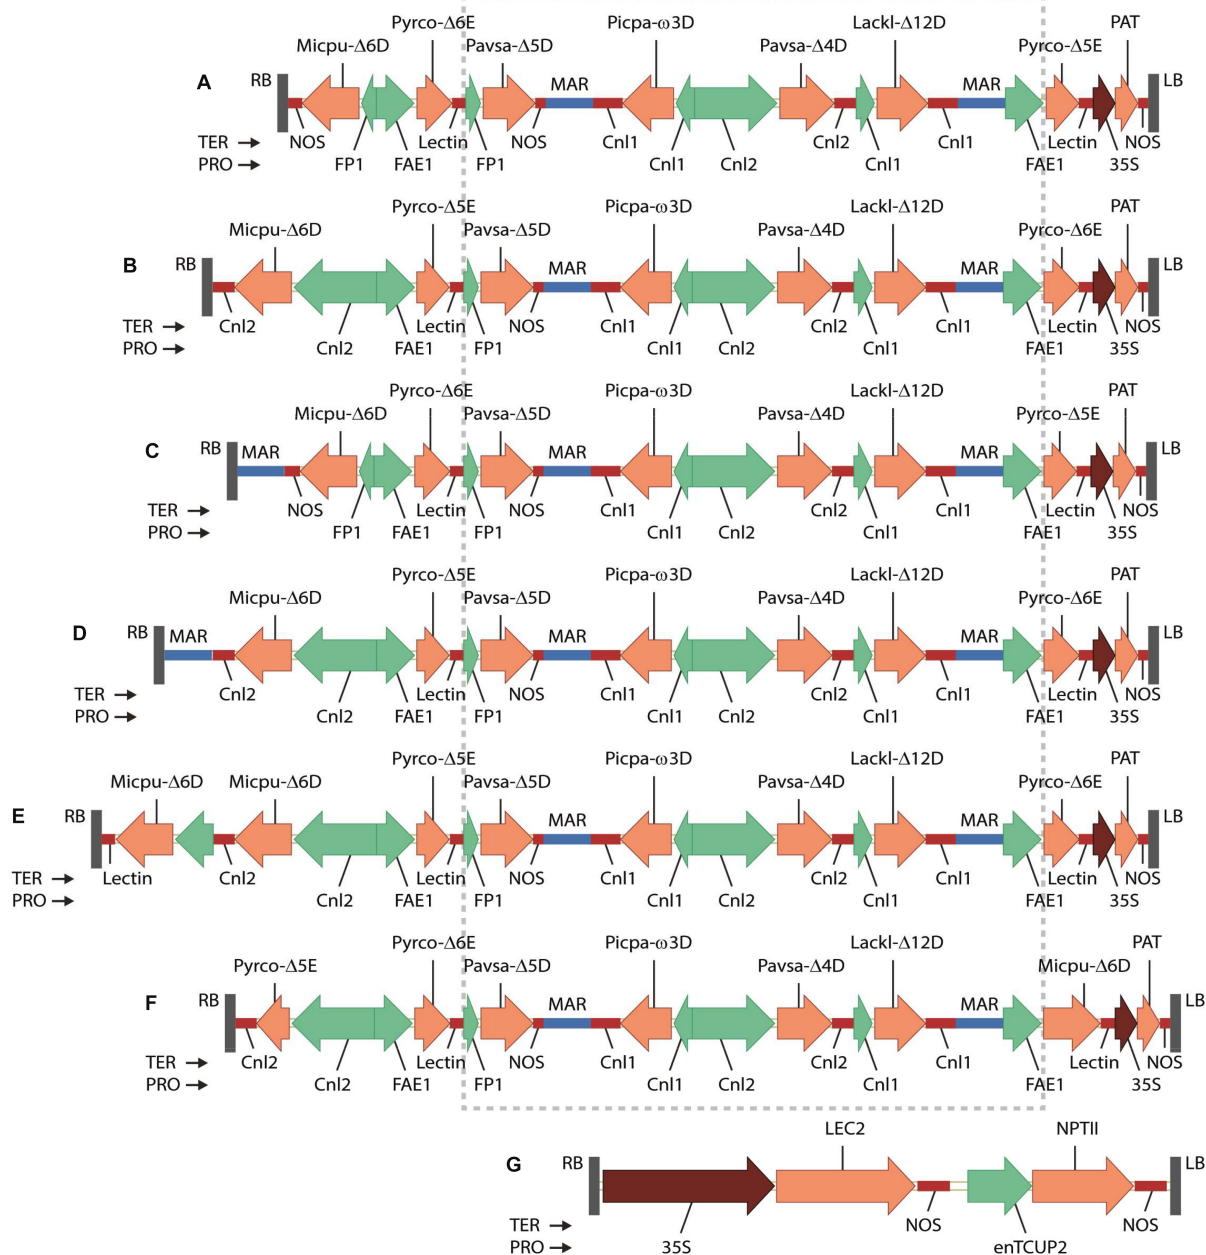 Pyrco-Δ6E Picpa-ω3D Lackl-Δ12D PAT
Micpu-Δ6D Pavsa-Δ5D Pavsa-Δ4D Pyrco-Δ5E
A RB MAR MAR LB
TER → NOS Lectin NOS Cnl1 Cnl2 Cnl1 Lectin NOS
PRO → FP1 FAE1 FP1 Cnl1 Cnl2 Cnl1 FAE1 35S
Pyrco-Δ5E Picpa-ω3D Lackl-Δ12D PAT
Micpu-Δ6D Pavsa-Δ5D Pavsa-Δ4D Pyrco-Δ6E
B RB MAR MAR LB
TER → Cnl2 Lectin NOS Cnl1 Cnl2 Cnl1 Lectin NOS
PRO → Cnl2 FAE1 FP1 Cnl1 Cnl2 Cnl1 FAE1 35S
Pyrco-Δ6E Picpa-ω3D Lackl-Δ12D PAT
Micpu-Δ6D Pavsa-Δ5D Pavsa-Δ4D Pyrco-Δ5E
C RB MAR MAR MAR LB
TER → NOS Lectin NOS Cnl1 Cnl2 Cnl1 Lectin NOS
PRO → FP1 FAE1 FP1 Cnl1 Cnl2 Cnl1 FAE1 35S
Pyrco-Δ5E Picpa-ω3D Lackl-Δ12D PAT
Micpu-Δ6D Pavsa-Δ5D Pavsa-Δ4D Pyrco-Δ6E
D RB MAR MAR MAR LB
TER → Cnl2 Lectin NOS Cnl1 Cnl2 Cnl1 Lectin NOS
PRO → Cnl2 FAE1 FP1 Cnl1 Cnl2 Cnl1 FAE1 35S
Pyrco-Δ5E Picpa-ω3D Lackl-Δ12D PAT
Micpu-Δ6D Micpu-Δ6D Pavsa-Δ5D Pavsa-Δ4D Pyrco-Δ6E
E RB MAR MAR LB
TER → Lectin Cnl2 Lectin NOS Cnl1 Cnl2 Cnl1 Lectin NOS
PRO → Cnl2 FAE1 FP1 Cnl1 Cnl2 Cnl1 FAE1 35S
Pyrco-Δ6E Picpa-ω3D Lackl-Δ12D PAT
Pyrco-Δ5E Pavsa-Δ5D Pavsa-Δ4D Micpu-Δ6D
F RB MAR MAR LB
TER → Cnl2 Lectin NOS Cnl1 Cnl2 Cnl1 Lectin NOS
PRO → Cnl2 FAE1 FP1 Cnl1 Cnl2 Cnl1 FAE1 35S
LEC2 NPTII
G RB LB
TER → NOS NOS
PRO → 35S enTCUP2